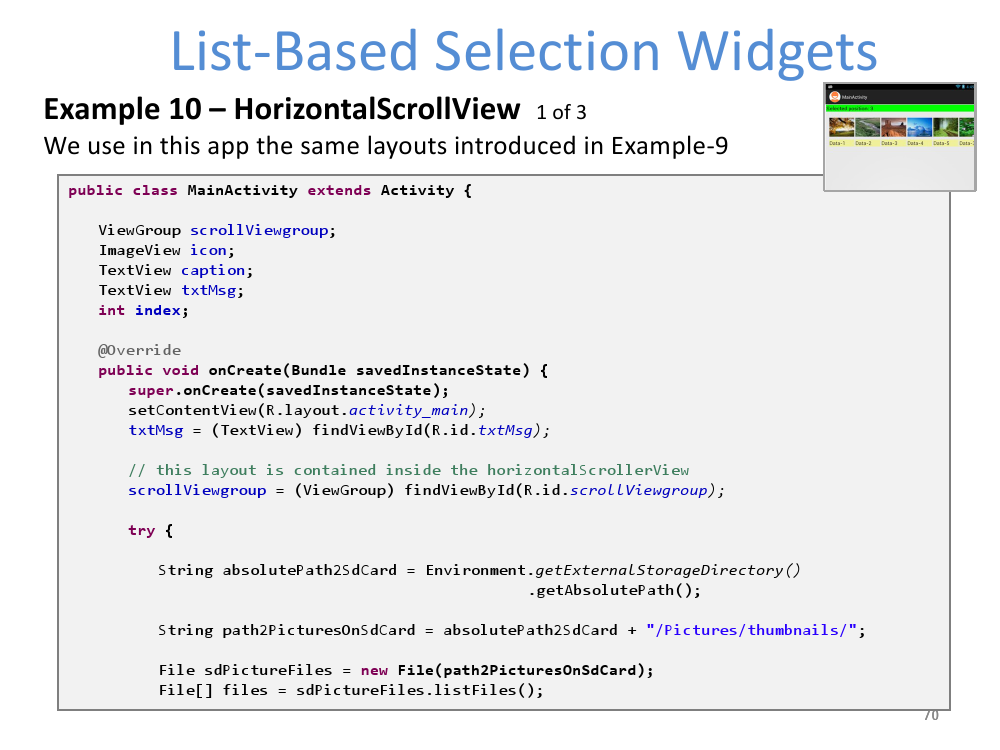 List-Based Selection Widgets
Example 10 – HorizontalScrollView 1 of 3
We use in this app the same layouts introduced in Example-9
MainActivity
Selected position: 3
Data-1 Data-2 Data-3 Data-4 Data-5 Data-
public class MainActivity extends Activity {
ViewGroup scrollViewgroup;
ImageView icon;
TextView caption;
TextView txtMsg;
int index;
@Override
public void onCreate(Bundle savedInstanceState) {
super.onCreate(savedInstanceState);
setContentView(R.layout.activity_main);
txtMsg = (TextView) findViewById(R.id.txtMsg);
// this layout is contained inside the horizontalScrollerView
scrollViewgroup = (ViewGroup) findViewById(R.id.scrollViewgroup);
try {
String absolutePath2SdCard = Environment.getExternalStorageDirectory()
.getAbsolutePath();
String path2PicturesOnSdCard = absolutePath2SdCard + "/Pictures/thumbnails/";
File sdPictureFiles = new File(path2PicturesOnSdCard);
File[] files = sdPictureFiles.listFiles();
70